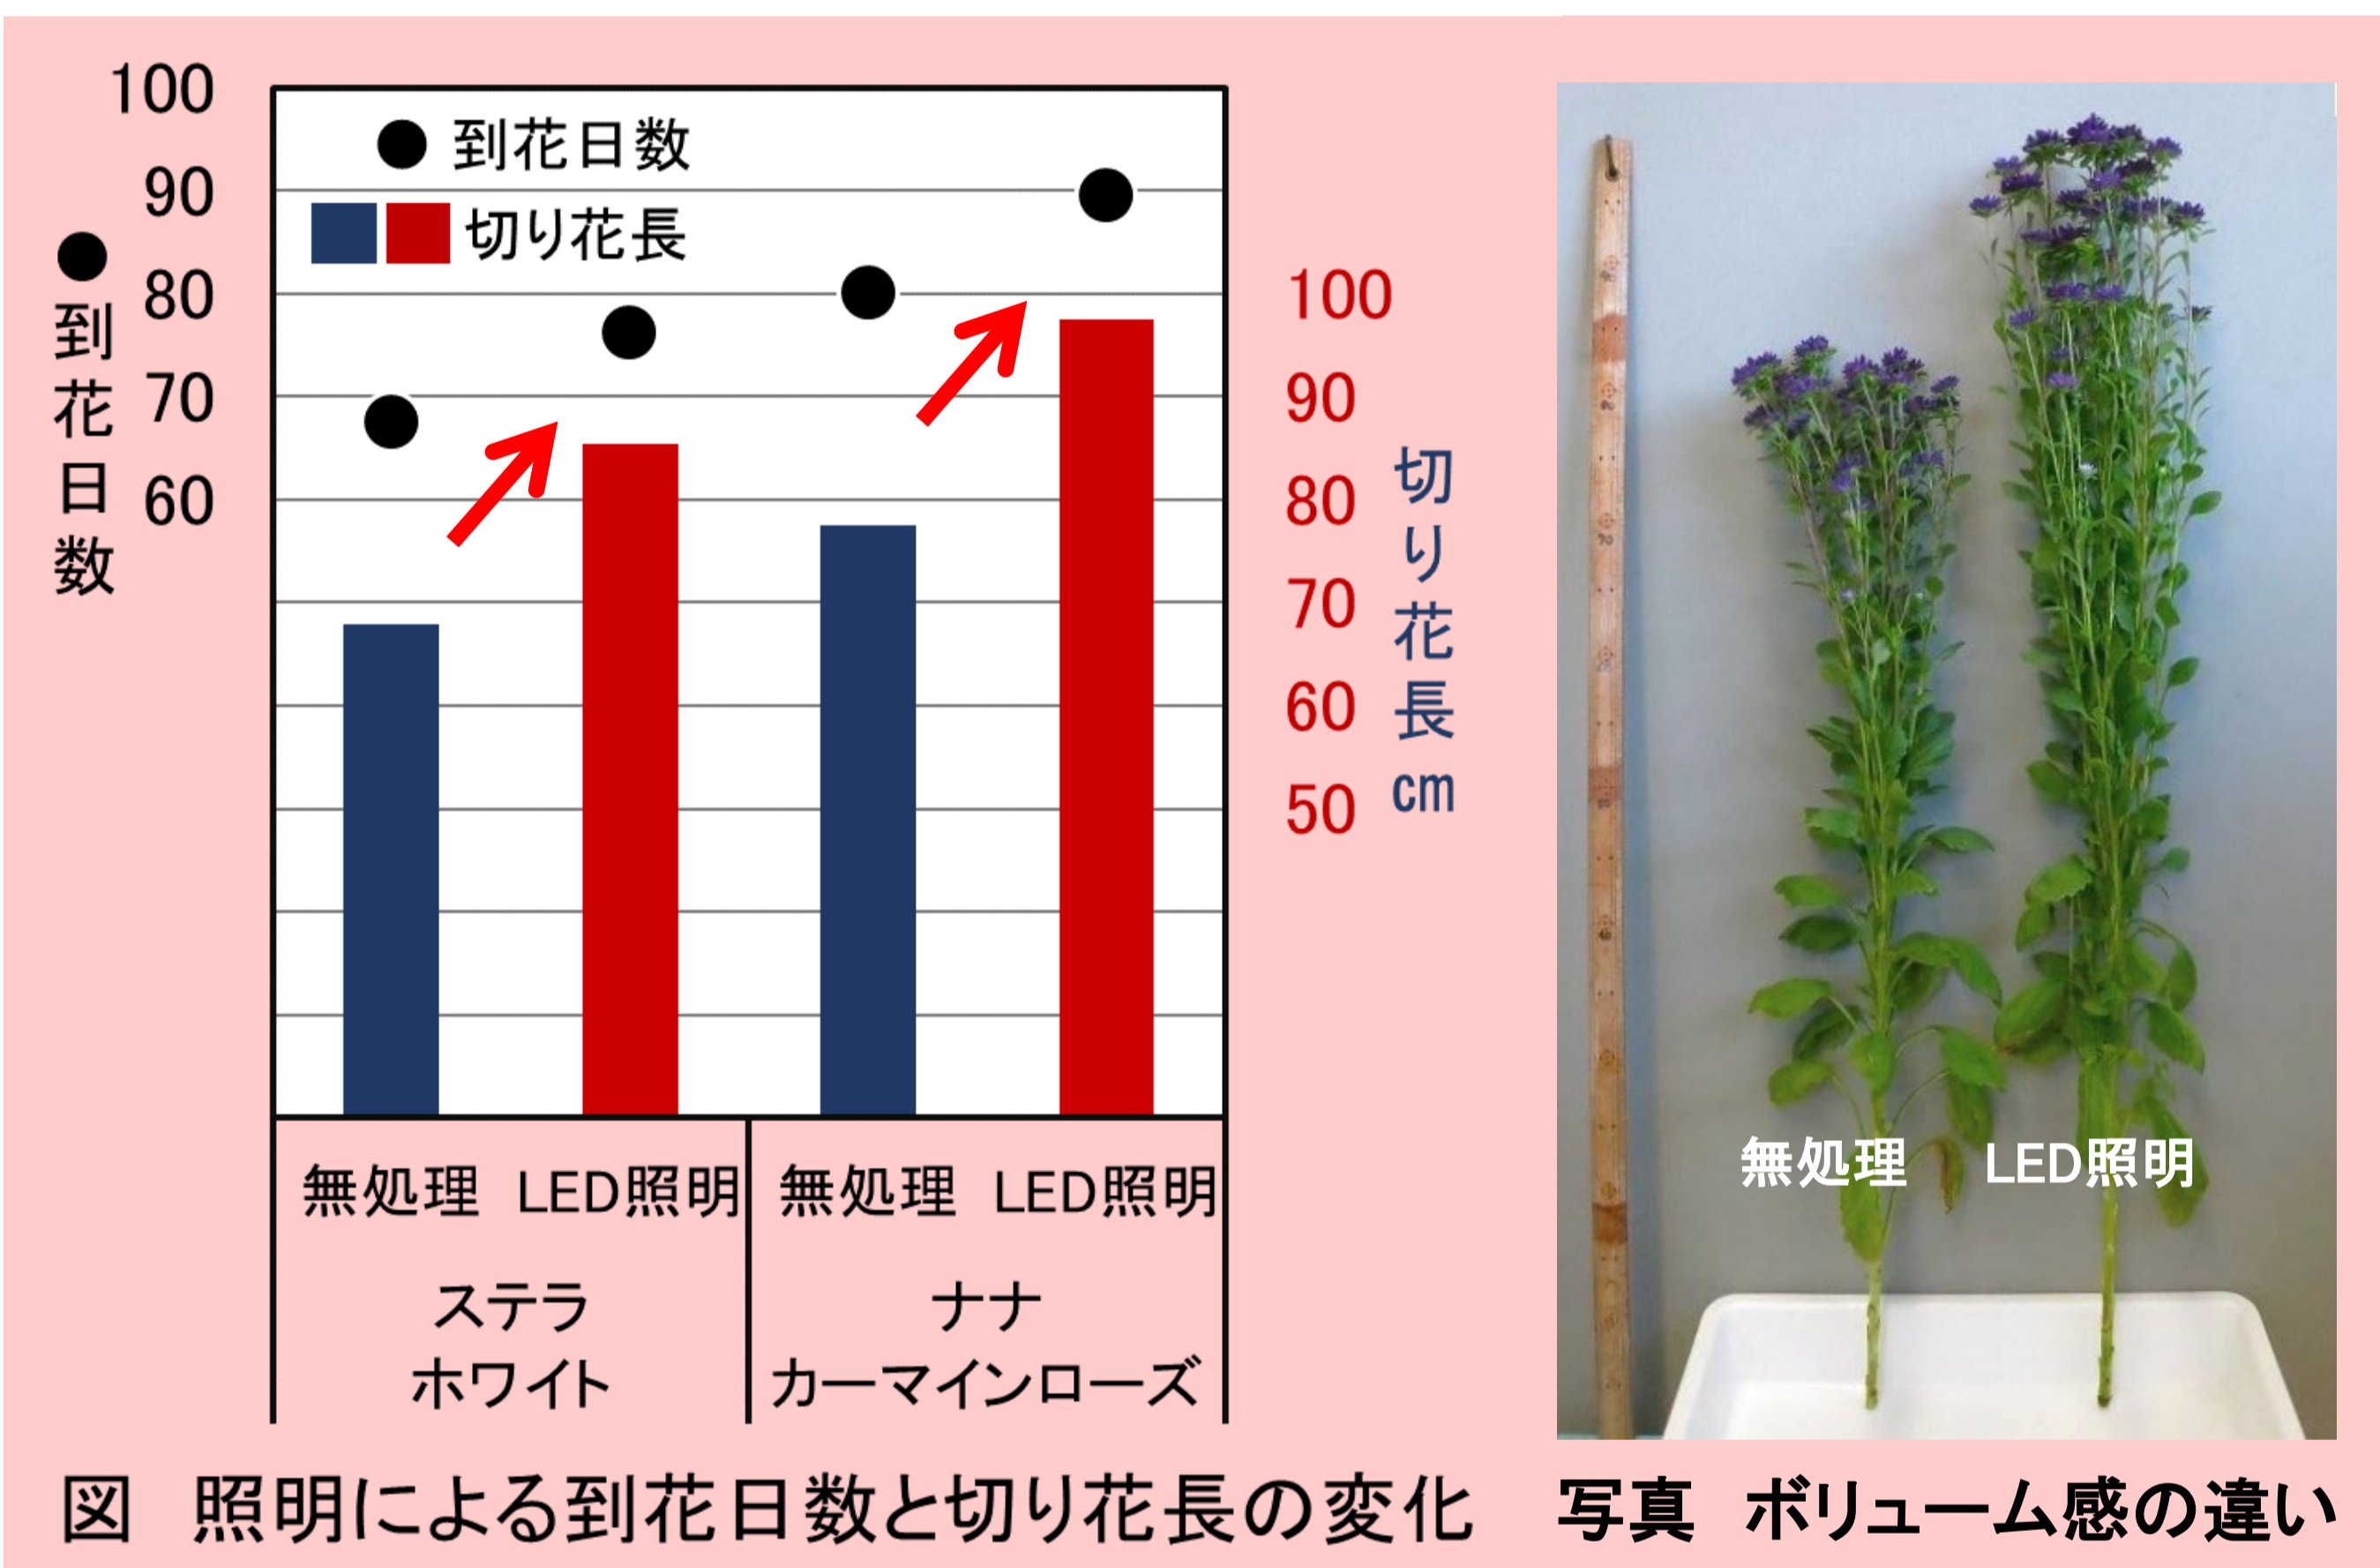 100
90
80
70
60
●到花日数
● 到花日数
切り花長
100
90
80
70
60
50
切り花長cm
無処理 LED照明 無処理 LED照明
ステラ
ホワイト
ナナ
カーマインローズ
無処理 LED照明
図 照明による到花日数と切り花長の変化
写真 ボリューム感の違い